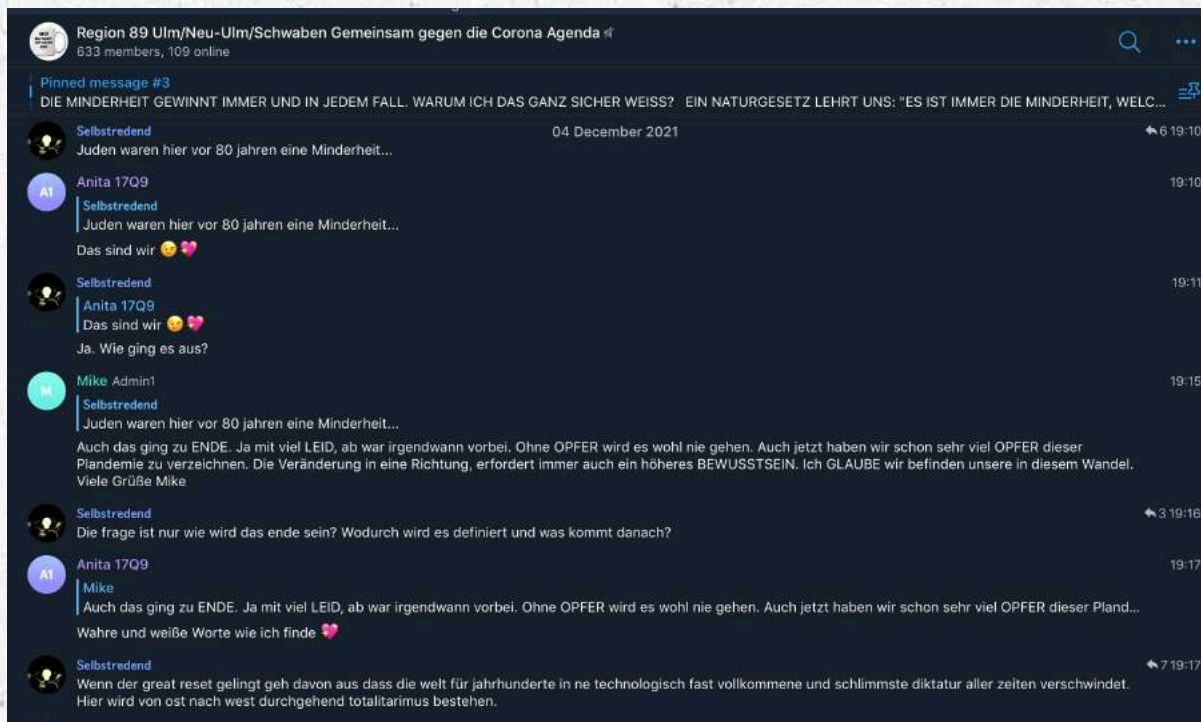 Region 89 Ulm/Neu-Ulm/Schwaben Gemeinsam gegen die Corona Agenda
633 members, 109 online
Pinned message #3
DIE MINDERHEIT GEWINNT IMMER UND IN JEDEM FALL. WARUM ICH DAS GANZ SICHER WEISS? EIN NATURGESETZ LEHRT UNS: "ES IST IMMER DIE MINDERHEIT, WELC...
Selbstredend
04 December 2021
6 19:10
Juden waren hier vor 80 jahren eine Minderheit...
A1
Anita 17Q9
19:10
Selbstredend
Juden waren hier vor 80 jahren eine Minderheit...
Das sind wir 😉💖
Selbstredend
19:11
Anita 17Q9
Das sind wir 😉💖
Ja. Wie ging es aus?
M
Mike Admin1
19:15
Selbstredend
Juden waren hier vor 80 jahren eine Minderheit...
Auch das ging zu ENDE. Ja mit viel LEID, ab war irgendwann vorbei. Ohne OPFER wird es wohl nie gehen. Auch jetzt haben wir schon sehr viel OPFER dieser
Plandemie zu verzeichnen. Die Veränderung in eine Richtung, erfordert immer auch ein höheres BEWUSSTSEIN. Ich GLAUBE wir befinden unsere in diesem Wandel.
Viele Grüße Mike
Selbstredend
3 19:16
Die frage ist nur wie wird das ende sein? Wodurch wird es definiert und was kommt danach?
A1
Anita 17Q9
19:17
Mike
Auch das ging zu ENDE. Ja mit viel LEID, ab war irgendwann vorbei. Ohne OPFER wird es wohl nie gehen. Auch jetzt haben wir schon sehr viel OPFER dieser Pland...
Wahre und weiße Worte wie ich finde 💖
Selbstredend
7 19:17
Wenn der great reset gelingt geh davon aus dass die welt für jahrhunderte in ne technologisch fast vollkommene und schlimmste diktatur aller zeiten verschwindet.
Hier wird von ost nach west durchgehend totalitarimus bestehen.